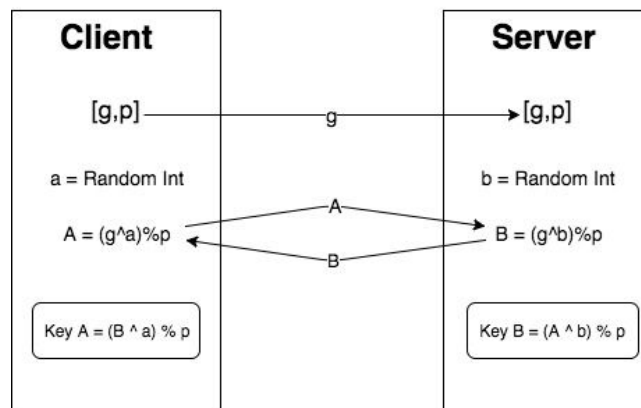 Client
Server
[g,p]
g
[g,p]
a = Random Int
b = Random Int
A
A = (g^a)%p
B = (g^b)%p
B
Key A = (B ^ a) % p
Key B = (A ^ b) % p